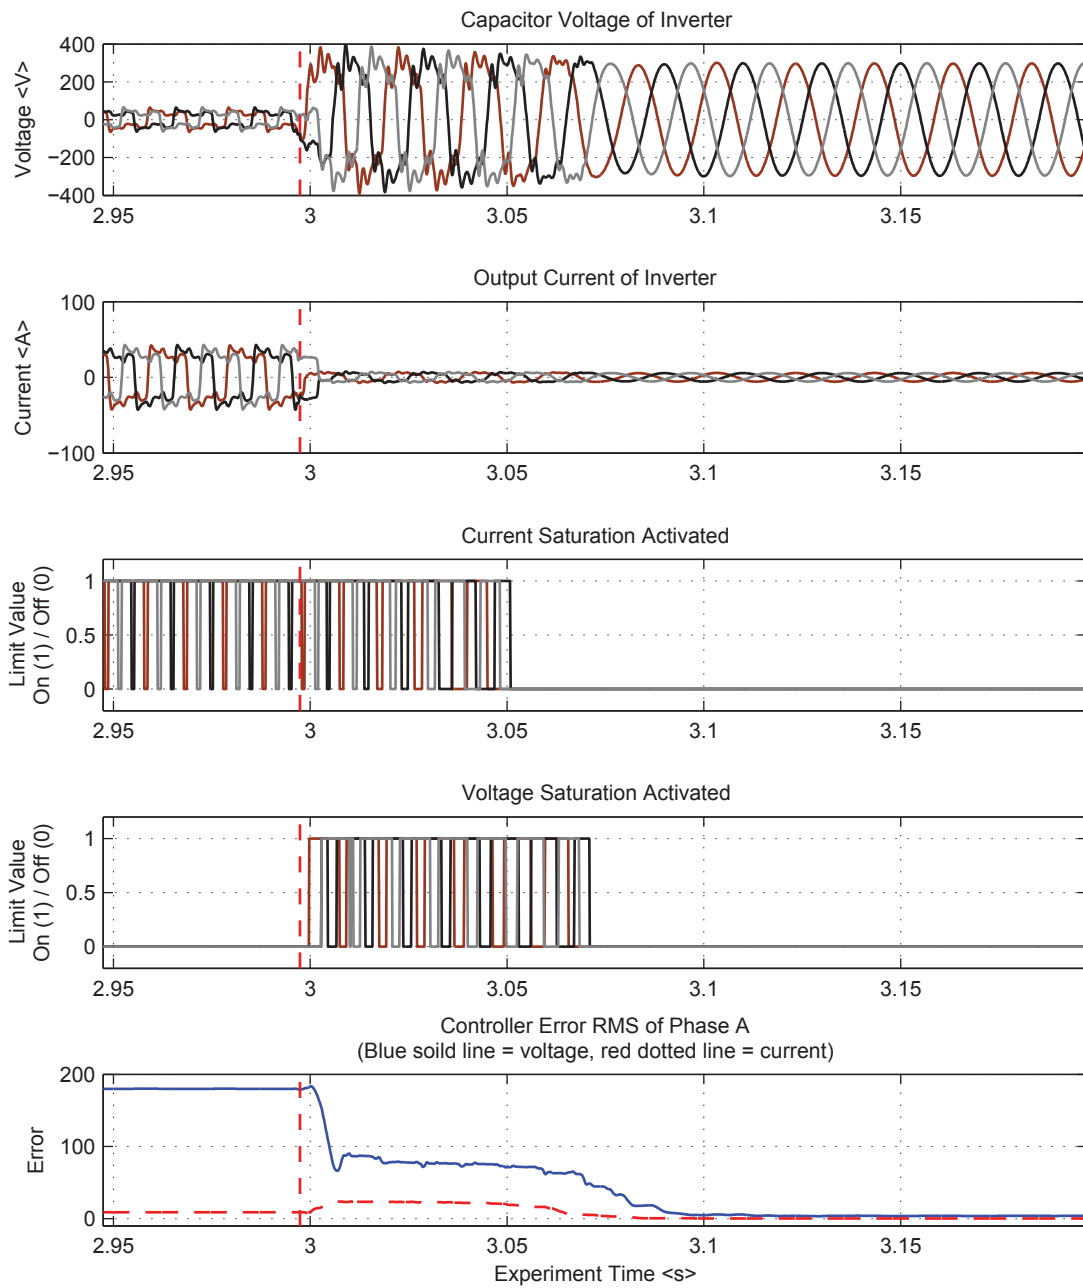 Capacitor Voltage of Inverter
Voltage <V>
400
200
0
−200
−400
2.95 3 3.05 3.1 3.15
Output Current of Inverter
Current <A>
100
0
−100
2.95 3 3.05 3.1 3.15
Current Saturation Activated
Limit Value
On (1) / Off (0)
1
0.5
0
2.95 3 3.05 3.1 3.15
Voltage Saturation Activated
Limit Value
On (1) / Off (0)
1
0.5
0
2.95 3 3.05 3.1 3.15
Controller Error RMS of Phase A
(Blue soild line = voltage, red dotted line = current)
Error
200
100
0
2.95 3 3.05 3.1 3.15
Experiment Time <s>